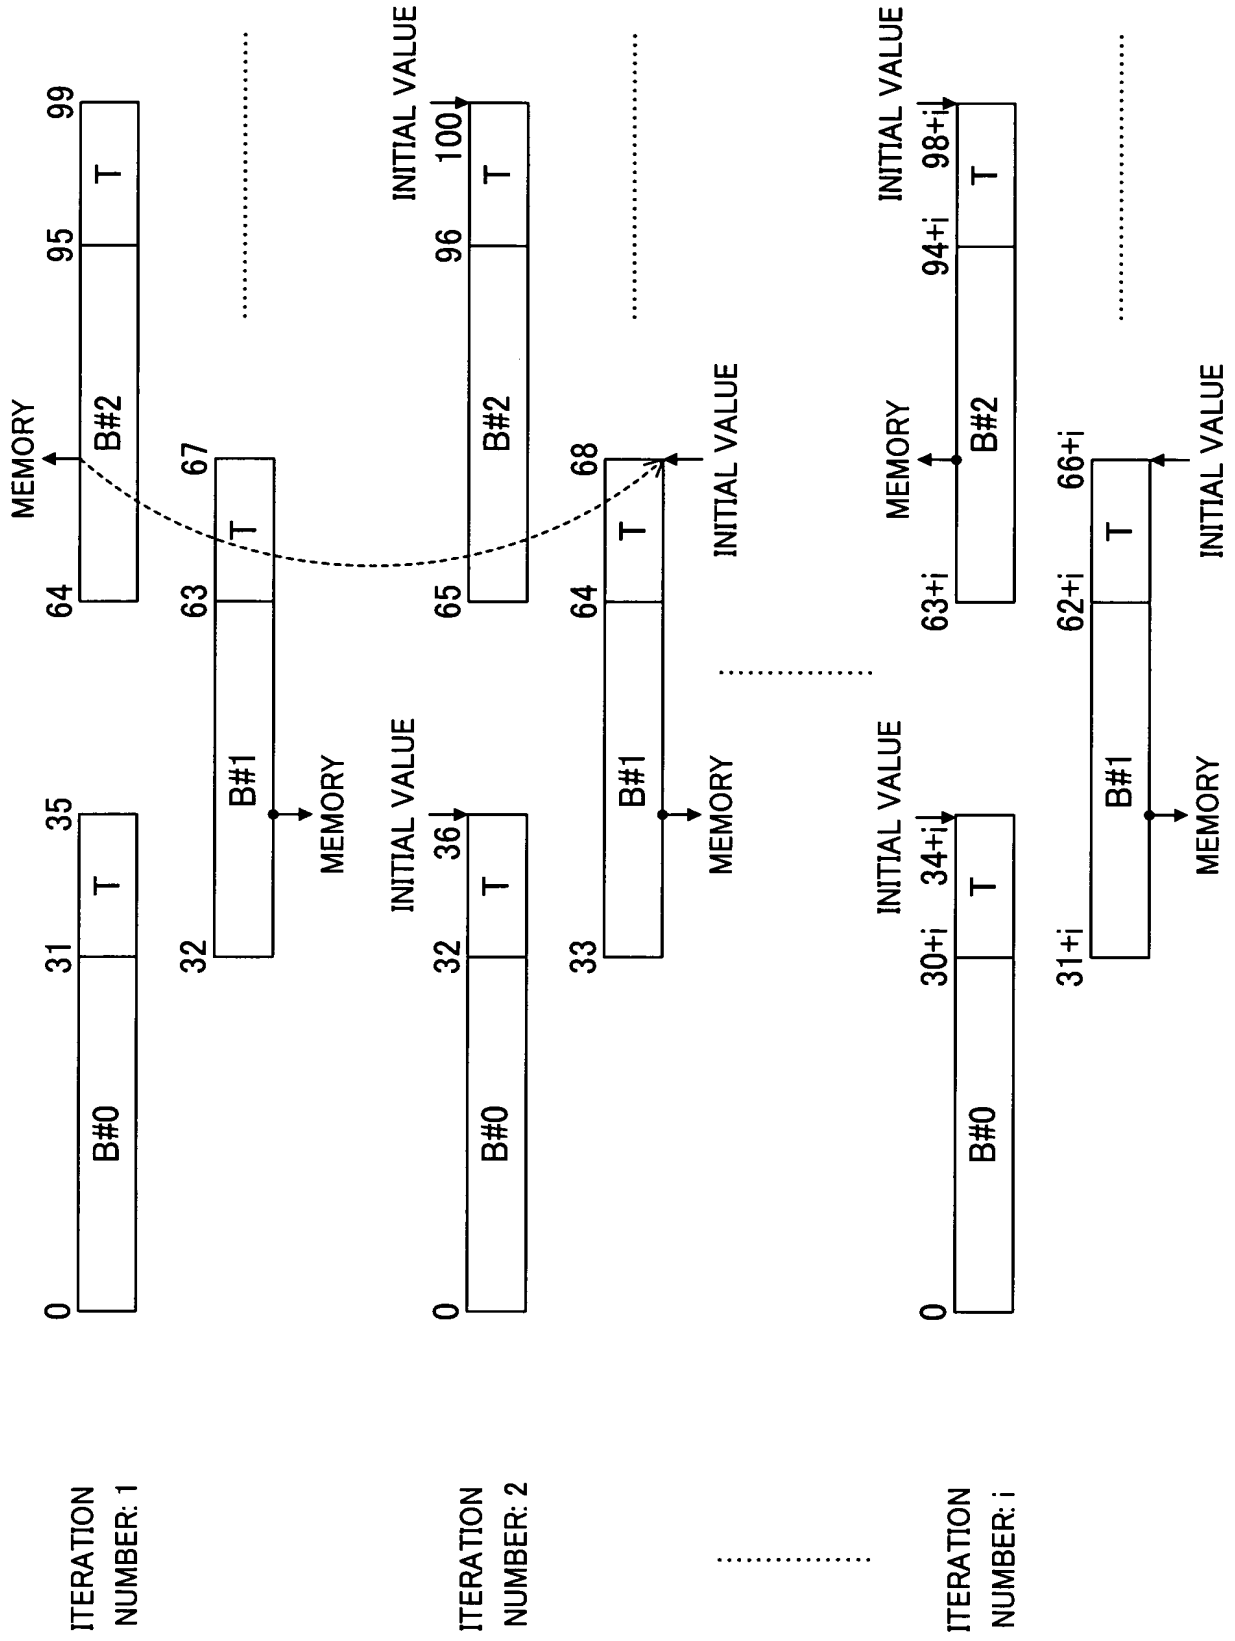 ITERATION
NUMBER: 1
0
31
35
B#0
T
64
95
99
MEMORY
B#2
T
32
63
67
B#1
T
MEMORY
ITERATION
NUMBER: 2
INITIAL VALUE
INITIAL VALUE
0
32
36
B#0
T
65
96
100
B#2
T
33
64
68
B#1
T
MEMORY
INITIAL VALUE
ITERATION
NUMBER: i
INITIAL VALUE
MEMORY
INITIAL VALUE
0
30+i
34+i
B#0
T
63+i
94+i
98+i
B#2
T
31+i
62+i
66+i
B#1
T
MEMORY
INITIAL VALUE